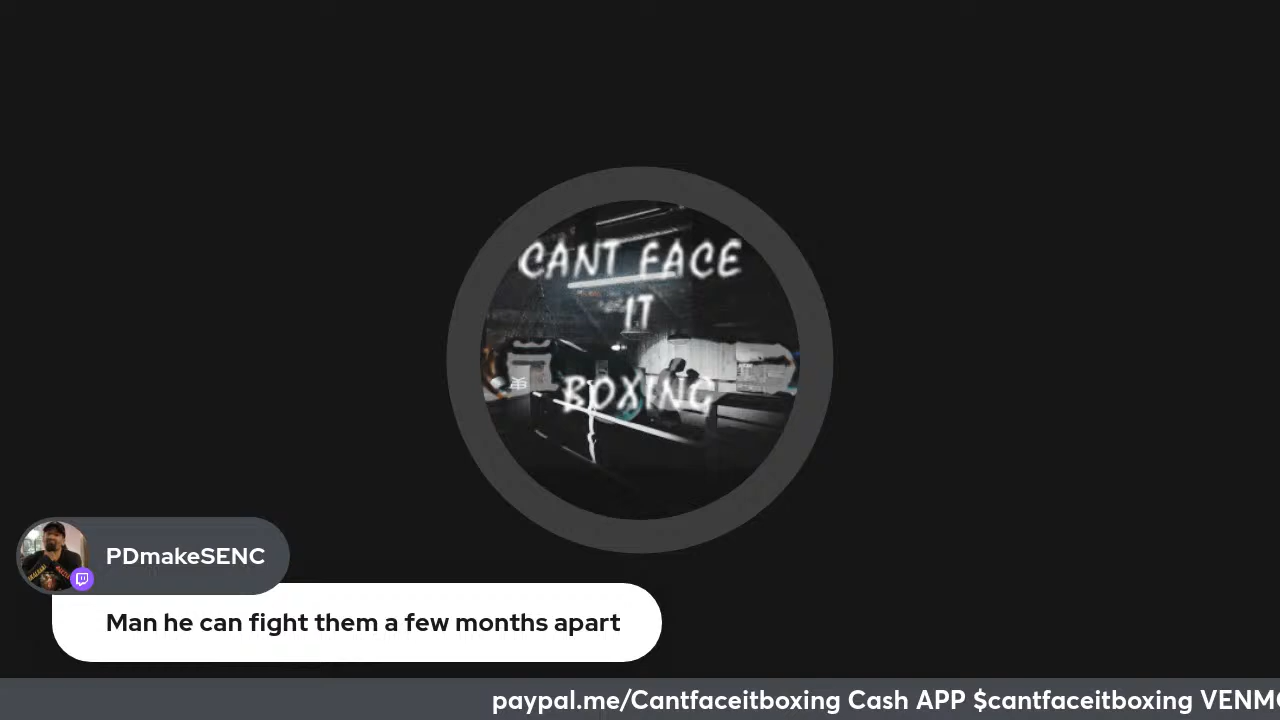 CANT FACE
IT
BOXING
PDmakeSENC
Man he can fight them a few months apart
paypal.me/Cantfaceitboxing Cash APP $cantfaceitboxing VENM